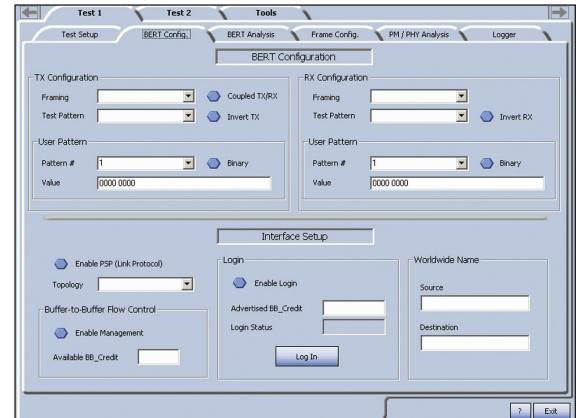 Test 1 Test 2 Tools
Test Setup BERT Config. BERT Analysis Frame Config. PM / PHY Analysis Logger
BERT Configuration
TX Configuration
Framing Coupled TX/RX
Test Pattern Invert TX
User Pattern
Pattern # 1 Binary
Value 0000 0000
RX Configuration
Framing
Test Pattern Invert RX
User Pattern
Pattern # 1 Binary
Value 0000 0000
Interface Setup
Enable PSP (Link Protocol)
Topology
Buffer-to-Buffer Flow Control
Enable Management
Available BB_Credit
Login
Enable Login
Advertised BB_Credit
Login Status
Log In
Worldwide Name
Source
Destination
? Exit